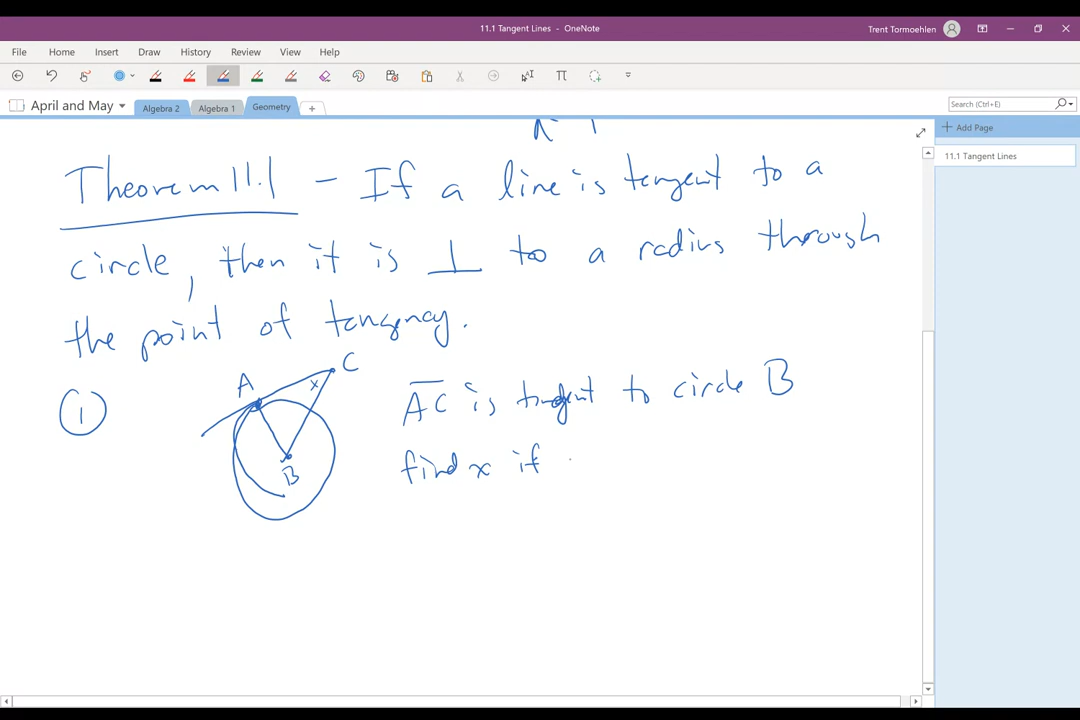 11.1 Tangent Lines - OneNote
Trent Tormoehlen
File Home Insert Draw History Review View Help
April and May
Algebra 2
Algebra 1
Geometry
Search (Ctrl+E)
Add Page
11.1 Tangent Lines
Theorem 11.1 - If a line is tangent to a
circle, then it is ⊥ to a radius through
the point of tangency.
① A C x B
AC is tangent to circle B
find x if